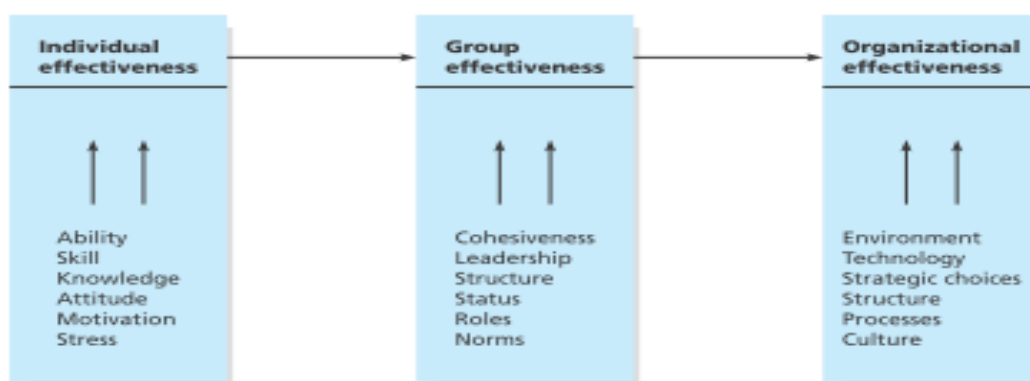 Individual
effectiveness
Ability
Skill
Knowledge
Attitude
Motivation
Stress
Group
effectiveness
Cohesiveness
Leadership
Structure
Status
Roles
Norms
Organizational
effectiveness
Environment
Technology
Strategic choices
Structure
Processes
Culture